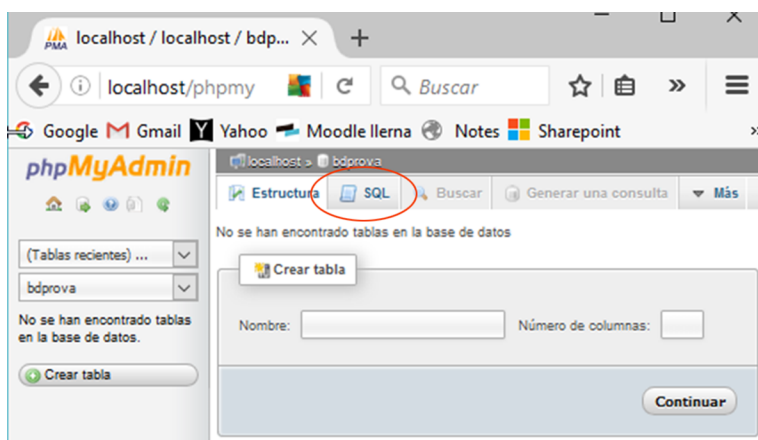 PMA localhost / localhost / bdp...
localhost/phpmy
Buscar
Google Gmail Yahoo Moodle Ilerna Notes Sharepoint
phpMyAdmin
localhost » bdprova
Estructura SQL Buscar Generar una consulta Más
No se han encontrado tablas en la base de datos
(Tablas recientes) ...
bdprova
No se han encontrado tablas
en la base de datos.
Crear tabla
Crear tabla
Nombre:
Número de columnas:
Continuar